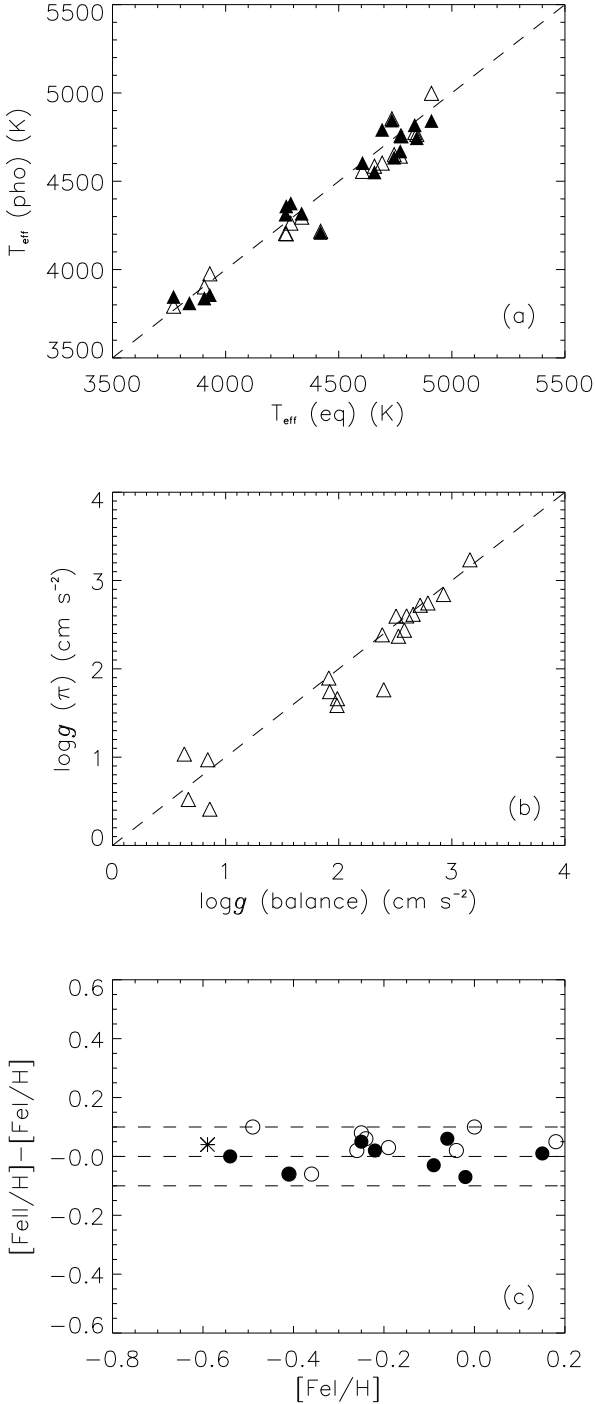 5500
5000
4500
4000
3500
T_eff (pho) (K)
(a)
3500 4000 4500 5000 5500
T_eff (eq) (K)
4
3
2
1
0
logg (π) (cm s⁻²)
(b)
0 1 2 3 4
logg (balance) (cm s⁻²)
0.6
0.4
0.2
−0.0
−0.2
−0.4
−0.6
[FeII/H]−[FeI/H]
(c)
−0.8 −0.6 −0.4 −0.2 0.0 0.2
[FeI/H]